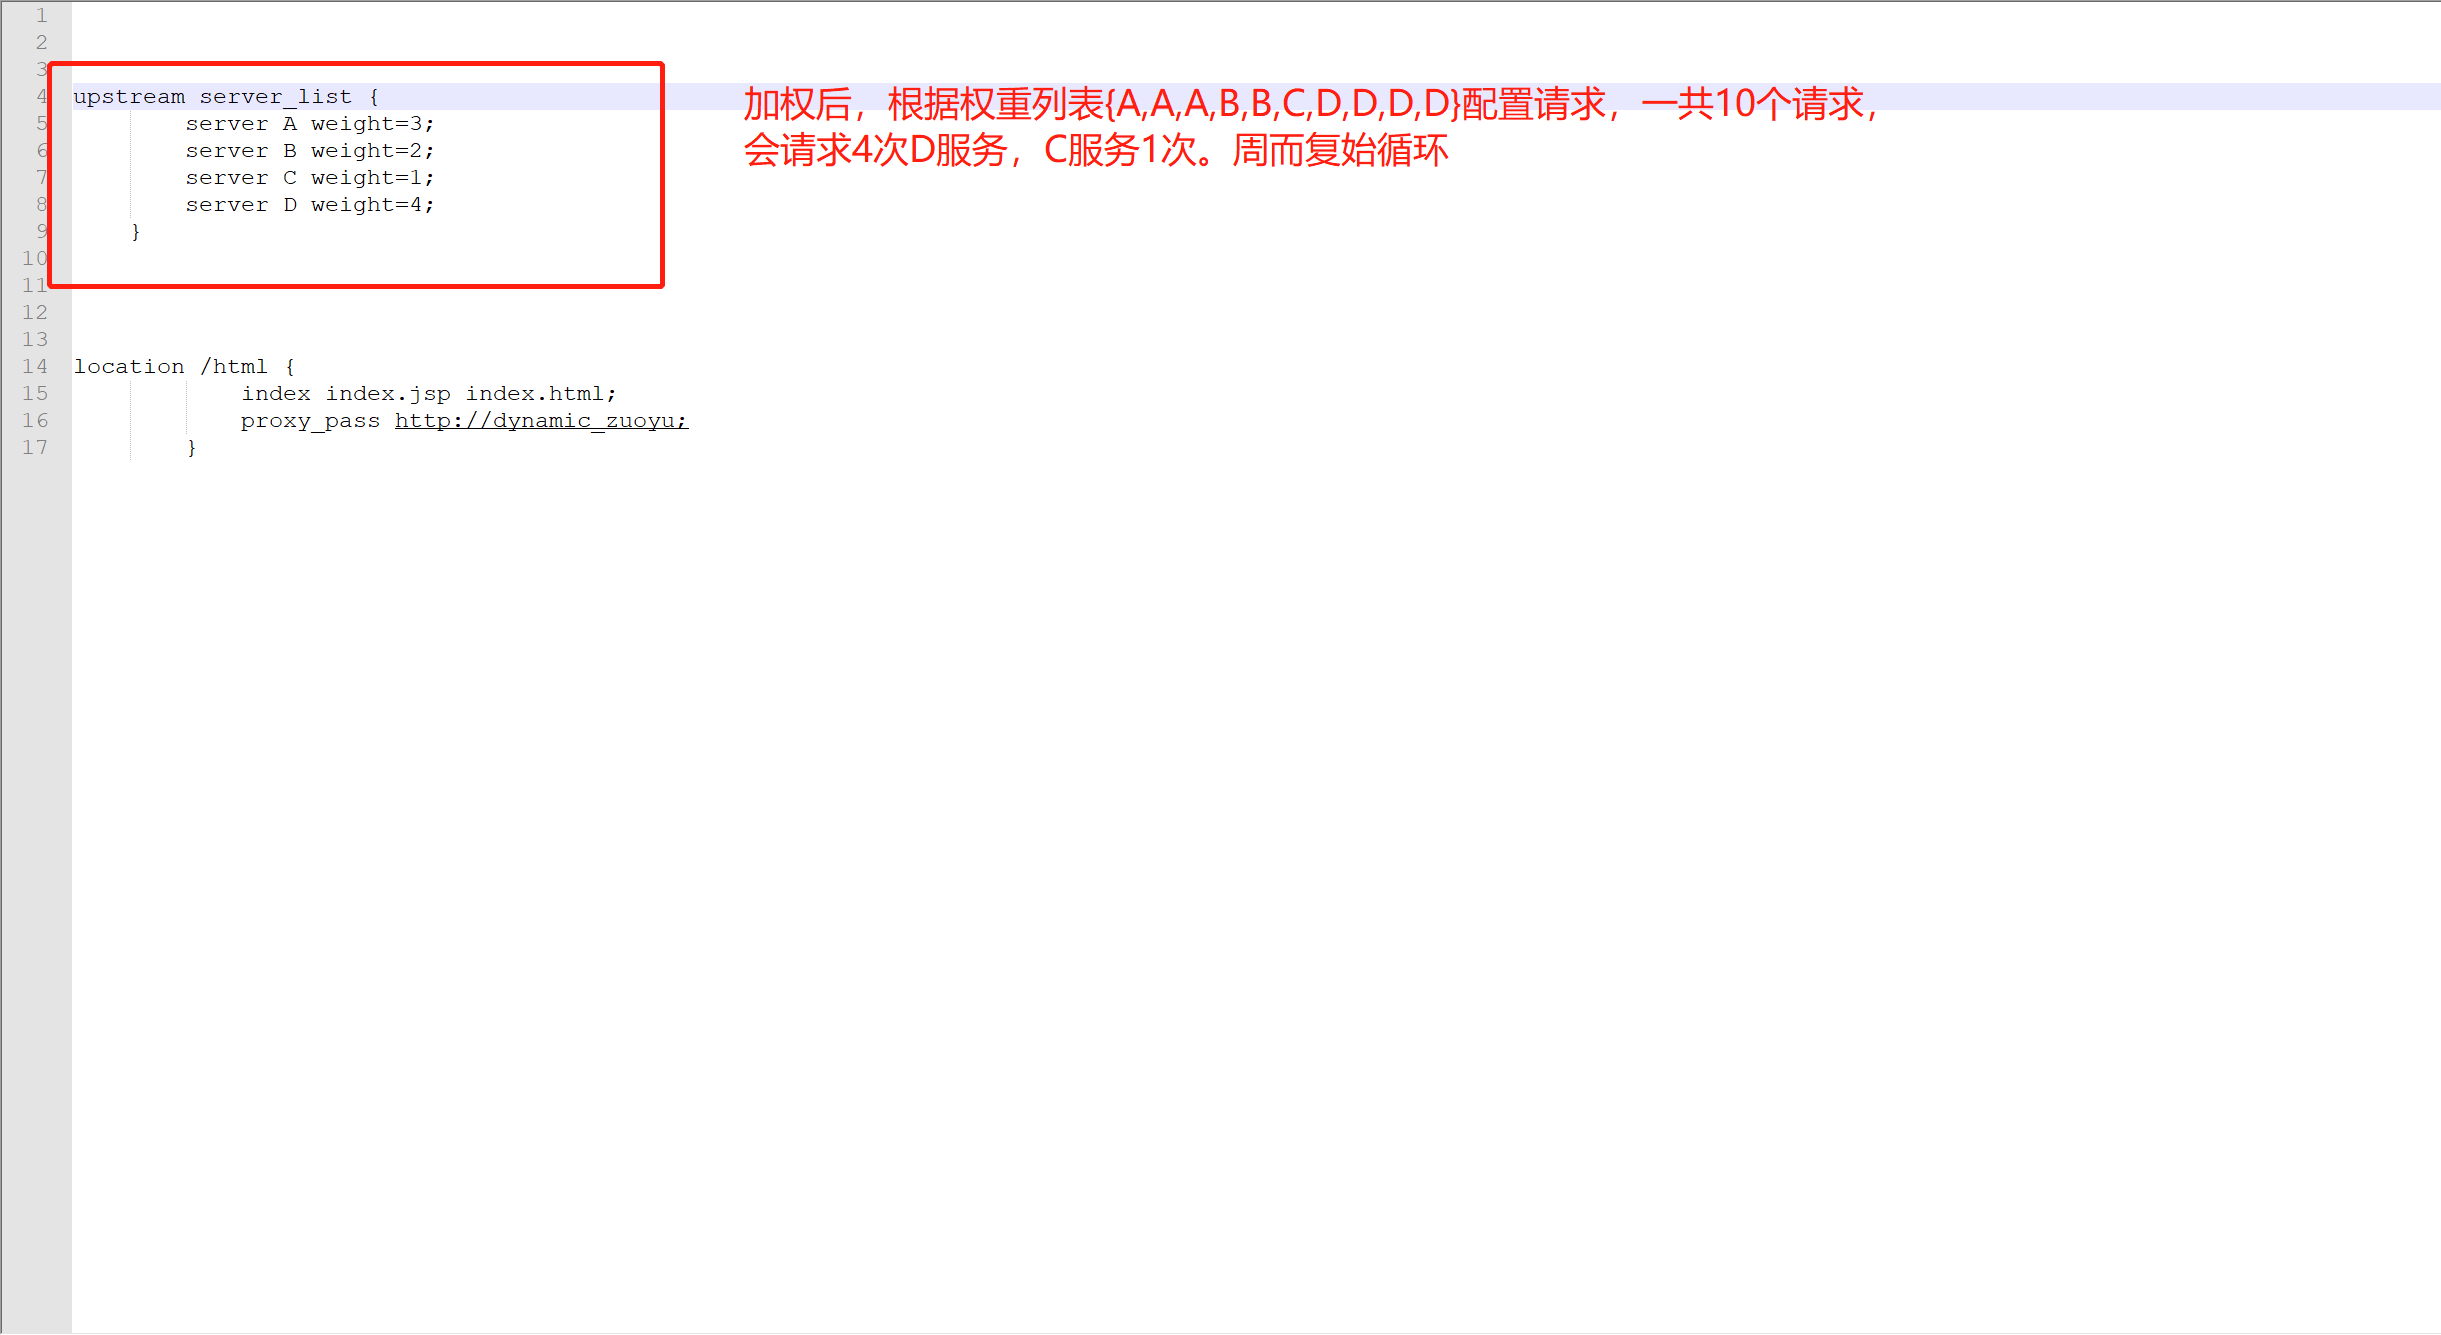 1
2
3
4 upstream server_list {
5 server A weight=3;
6 server B weight=2;
7 server C weight=1;
8 server D weight=4;
9 }
10
11
12
13
14 location /html {
15 index index.jsp index.html;
16 proxy_pass http://dynamic_zuoyu;
17 }
加权后，根据权重列表{A,A,A,B,B,C,D,D,D,D}配置请求，一共10个请求，
会请求4次D服务，C服务1次。周而复始循环